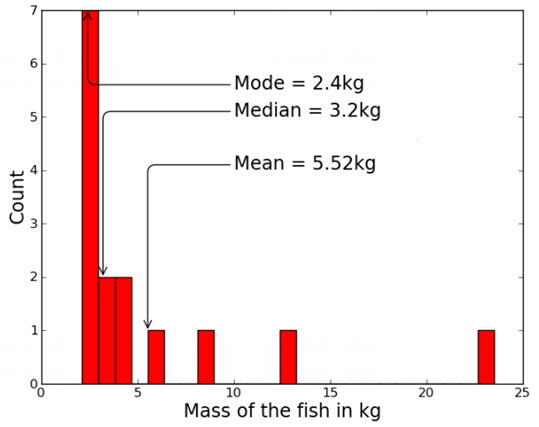 7
6
5
4
3
2
1
0
Count
Mode = 2.4kg
Median = 3.2kg
Mean = 5.52kg
0 5 10 15 20 25
Mass of the fish in kg